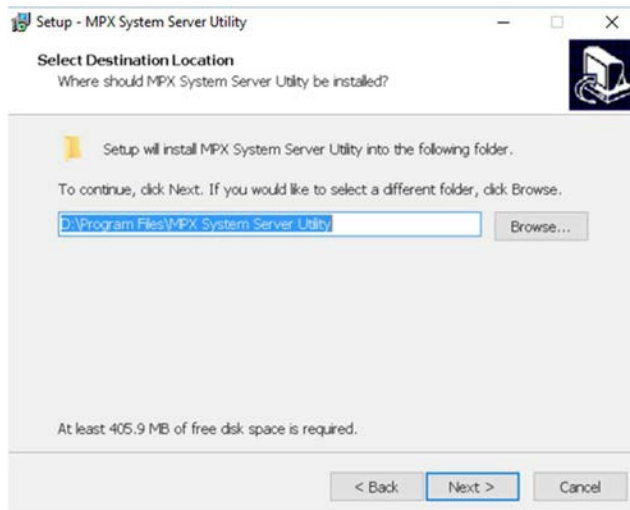 Setup - MPX System Server Utility
Select Destination Location
Where should MPX System Server Utility be installed?
Setup will install MPX System Server Utility into the following folder.
To continue, click Next. If you would like to select a different folder, click Browse.
D:\Program Files\MPX System Server Utility
Browse...
At least 405.9 MB of free disk space is required.
< Back
Next >
Cancel